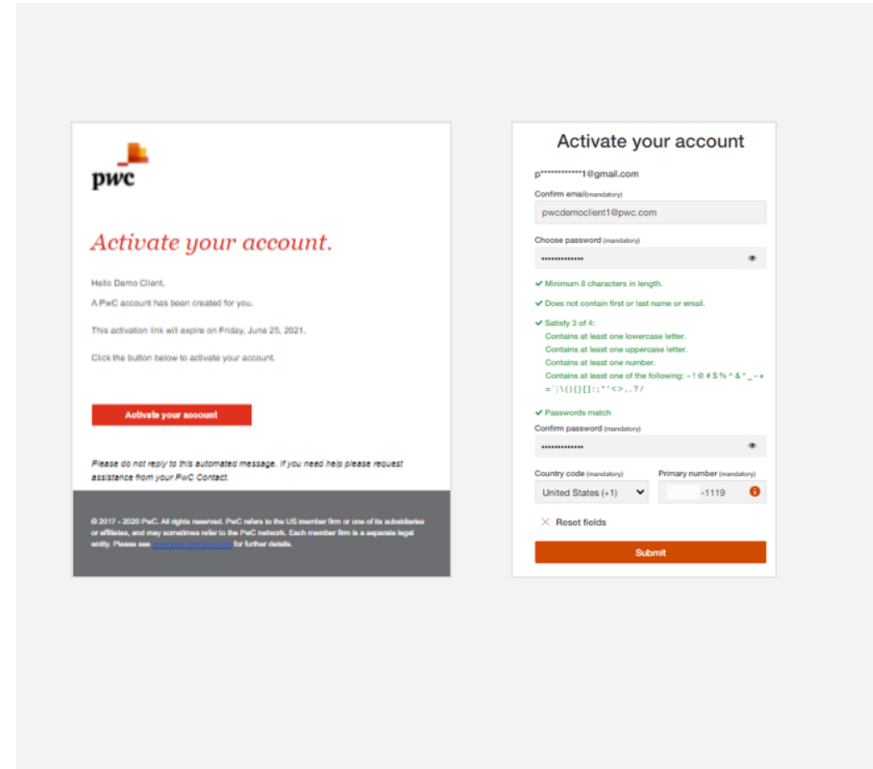 pwc
Activate your account.
Hello Demo Client,
A PwC account has been created for you.
This activation link will expire on Friday, June 25, 2021.
Click the button below to activate your account.
Activate your account
Please do not reply to this automated message. If you need help please request
assistance from your PwC Contact.
© 2017 - 2020 PwC. All rights reserved. PwC refers to the US member firm or one of its subsidiaries
or affiliates, and may sometimes refer to the PwC network. Each member firm is a separate legal
entity. Please see for further details.
Activate your account
p************1@gmail.com
Confirm email(mandatory)
pwcdemoclient1@pwc.com
Choose password (mandatory)
•••••••••••••
Minimum 8 characters in length.
Does not contain first or last name or email.
Satisfy 3 of 4:
Contains at least one lowercase letter.
Contains at least one uppercase letter.
Contains at least one number.
Contains at least one of the following: ~ ! @ # $ % ^ & * _ - +
= ` | \ ( ) { } [ ] : ; " ' < > , . ? /
Passwords match
Confirm password (mandatory)
•••••••••••••
Country code (mandatory) Primary number (mandatory)
United States (+1) -1119
Reset fields
Submit